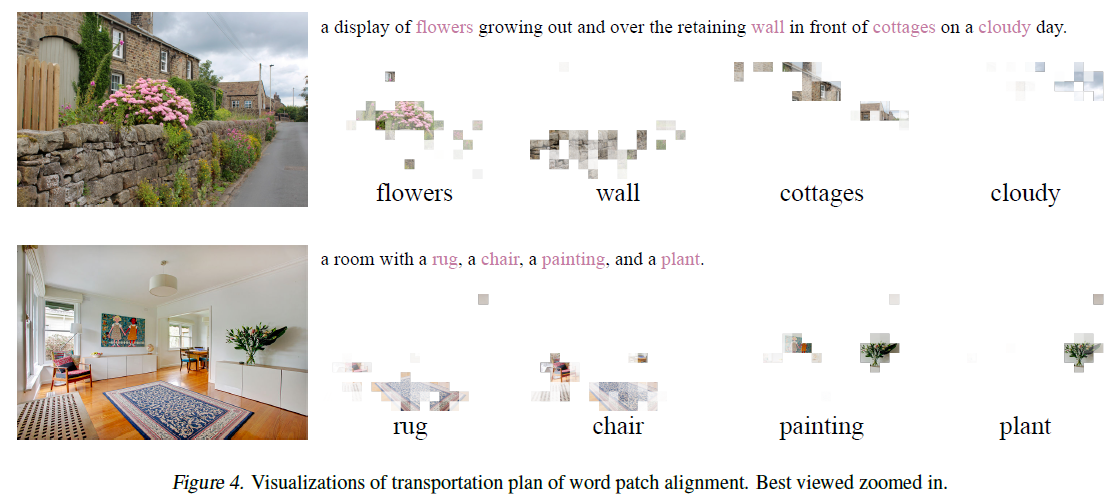 a display of flowers growing out and over the retaining wall in front of cottages on a cloudy day.
flowers wall cottages cloudy
a room with a rug, a chair, a painting, and a plant.
rug chair painting plant
Figure 4. Visualizations of transportation plan of word patch alignment. Best viewed zoomed in.